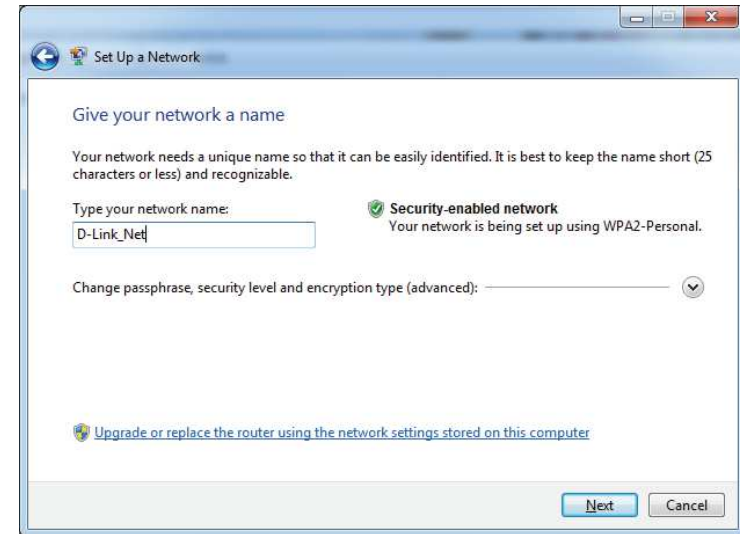 Set Up a Network
Give your network a name
Your network needs a unique name so that it can be easily identified. It is best to keep the name short (25
characters or less) and recognizable.
Type your network name:
Security-enabled network
D-Link_Net
Your network is being set up using WPA2-Personal.
Change passphrase, security level and encryption type (advanced):
Upgrade or replace the router using the network settings stored on this computer
Next
Cancel